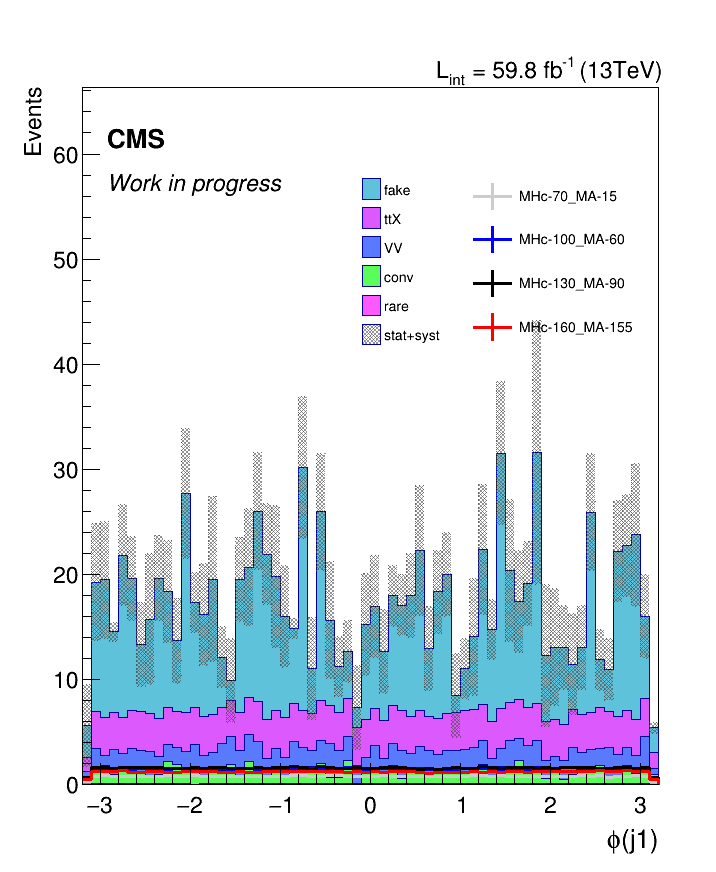 L_int = 59.8 fb^-1 (13TeV)
Events
CMS
Work in progress
fake
ttX
VV
conv
rare
stat+syst
MHc-70_MA-15
MHc-100_MA-60
MHc-130_MA-90
MHc-160_MA-155
60
50
40
30
20
10
0
−3 −2 −1 0 1 2 3
ϕ(j1)